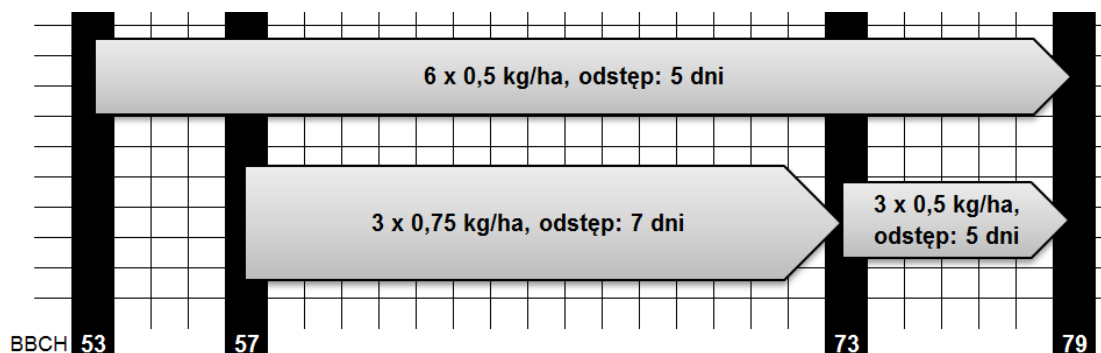 6 x 0,5 kg/ha, odstęp: 5 dni
3 x 0,75 kg/ha, odstęp: 7 dni
3 x 0,5 kg/ha,
odstęp: 5 dni
BBCH 53 57 73 79